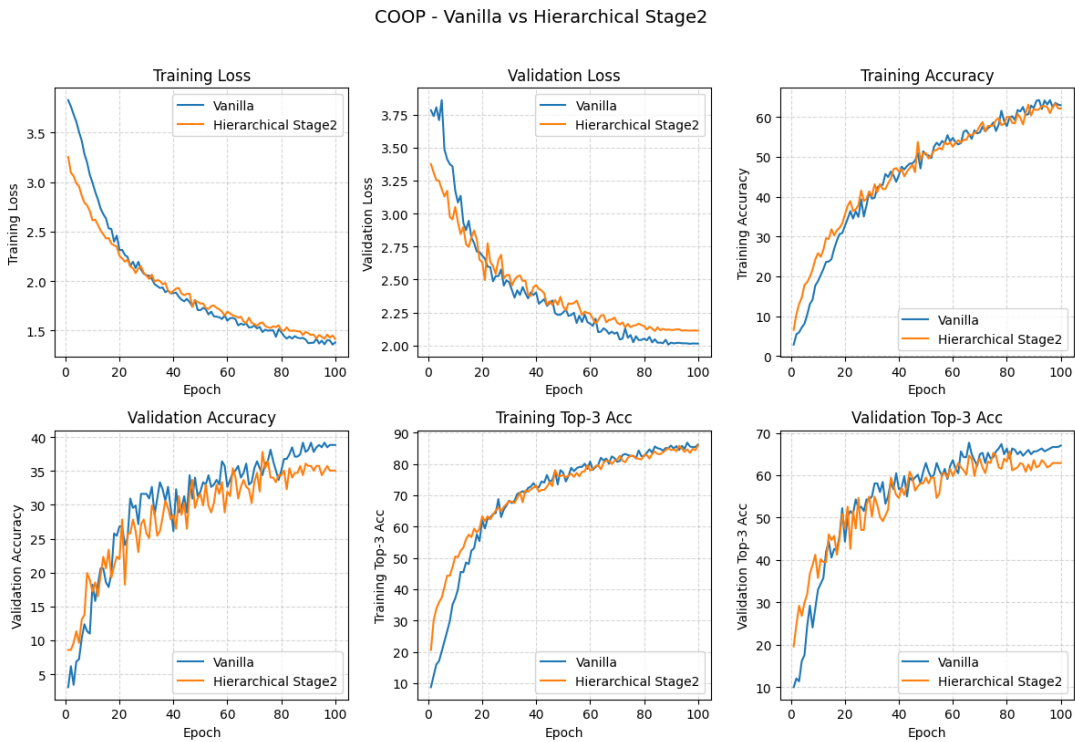 COOP - Vanilla vs Hierarchical Stage2
Training Loss
Training Loss
3.5
3.0
2.5
2.0
1.5
Vanilla
Hierarchical Stage2
0 20 40 60 80 100
Epoch
Validation Loss
Validation Loss
3.75
3.50
3.25
3.00
2.75
2.50
2.25
2.00
Vanilla
Hierarchical Stage2
0 20 40 60 80 100
Epoch
Training Accuracy
Training Accuracy
60
50
40
30
20
10
0
Vanilla
Hierarchical Stage2
0 20 40 60 80 100
Epoch
Validation Accuracy
Validation Accuracy
40
35
30
25
20
15
10
5
Vanilla
Hierarchical Stage2
0 20 40 60 80 100
Epoch
Training Top-3 Acc
Training Top-3 Acc
90
80
70
60
50
40
30
20
10
Vanilla
Hierarchical Stage2
0 20 40 60 80 100
Epoch
Validation Top-3 Acc
Validation Top-3 Acc
70
60
50
40
30
20
10
Vanilla
Hierarchical Stage2
0 20 40 60 80 100
Epoch